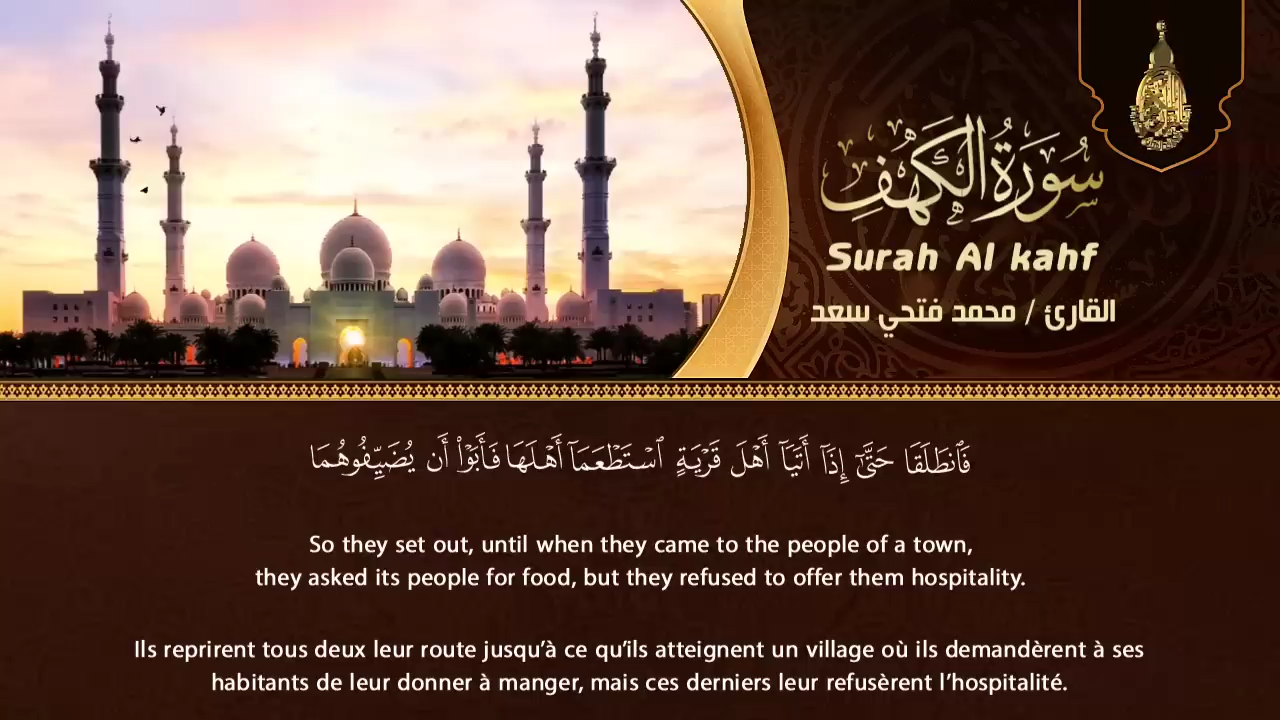 سُورَةُ الْكَهْفِ
Surah Al kahf
القارئ / محمد فتحي سعد
فَٱنطَلَقَا حَتَّىٰٓ إِذَآ أَتَيَآ أَهْلَ قَرْيَةٍ ٱسْتَطْعَمَآ أَهْلَهَا فَأَبَوْا۟ أَن يُضَيِّفُوهُمَا
So they set out, until when they came to the people of a town,
they asked its people for food, but they refused to offer them hospitality.
Ils reprirent tous deux leur route jusqu’à ce qu’ils atteignent un village où ils demandèrent à ses
habitants de leur donner à manger, mais ces derniers leur refusèrent l’hospitalité.